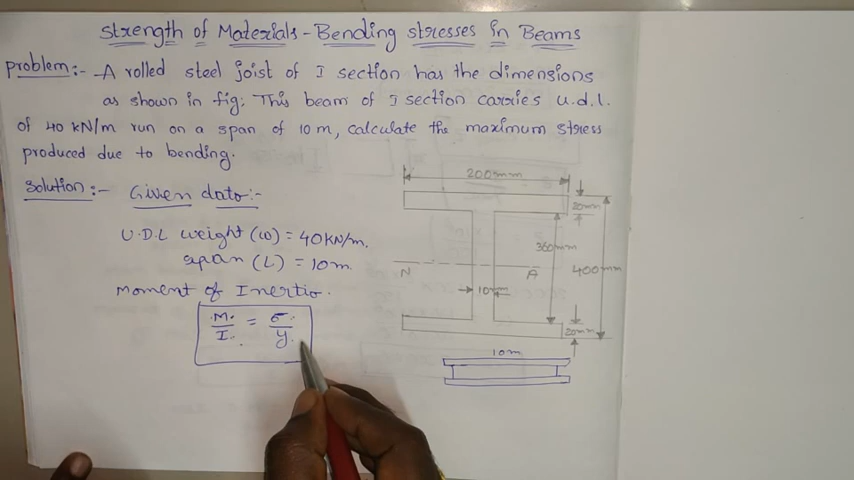 Strength of Materials - Bending stresses in Beams
Problem:- A rolled steel joist of I section has the dimensions
as shown in fig; This beam of I section carries u.d.l.
of 40 KN/m run on a span of 10 m, calculate the maximum stress
produced due to bending.
Solution:- Given data:-
U.D.L weight (w) = 40KN/m.
span (L) = 10m.
Moment of Inertia.
M/I = σ/y
200mm
20mm
360mm
400mm
N A
10mm
20mm
10m